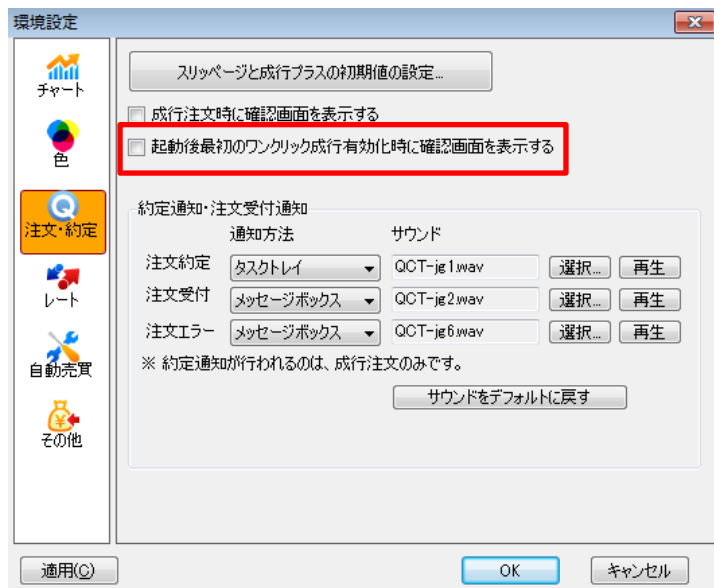 環境設定
チャート
色
注文・約定
レート
自動売買
その他
スリッページと成行プラスの初期値の設定...
成行注文時に確認画面を表示する
起動後最初のワンクリック成行有効化時に確認画面を表示する
約定通知・注文受付通知
通知方法 サウンド
注文約定 タスクトレイ QCT-jg1.wav 選択... 再生
注文受付 メッセージボックス QCT-jg2.wav 選択... 再生
注文エラー メッセージボックス QCT-jg6.wav 選択... 再生
※ 約定通知が行われるのは、成行注文のみです。
サウンドをデフォルトに戻す
適用(C) OK キャンセル